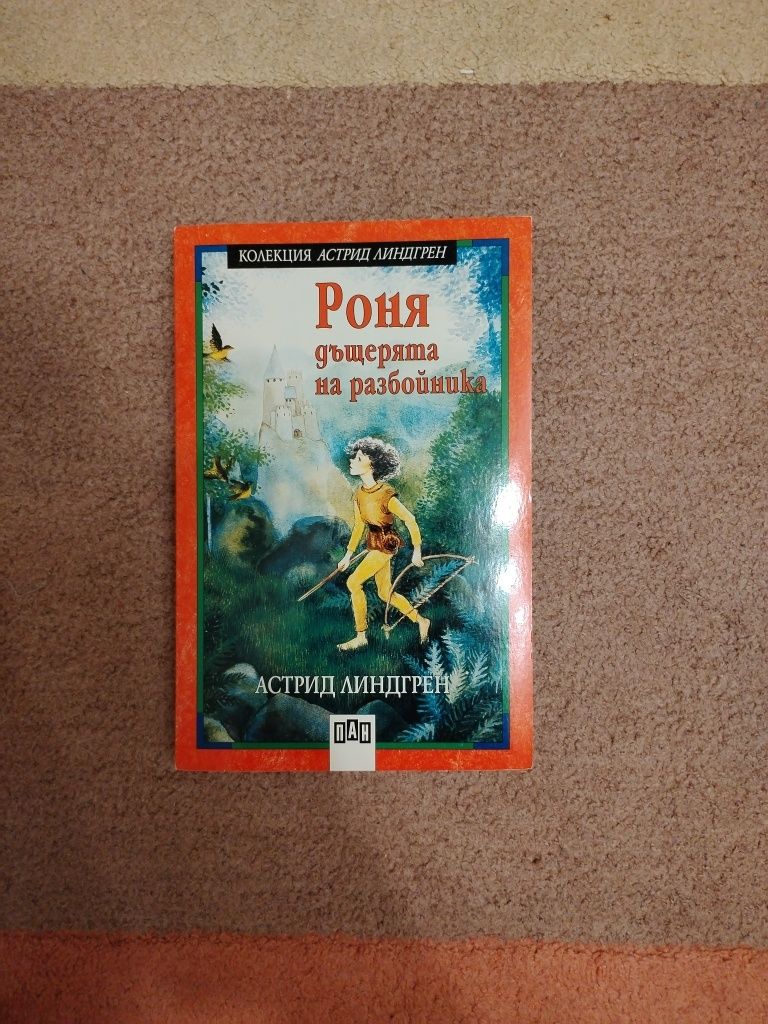 КОЛЕКЦИЯ АСТРИД ЛИНДГРЕН
РОНЯ
дъщерята
на разбойника
АСТРИД ЛИНДГРЕН
ПАН